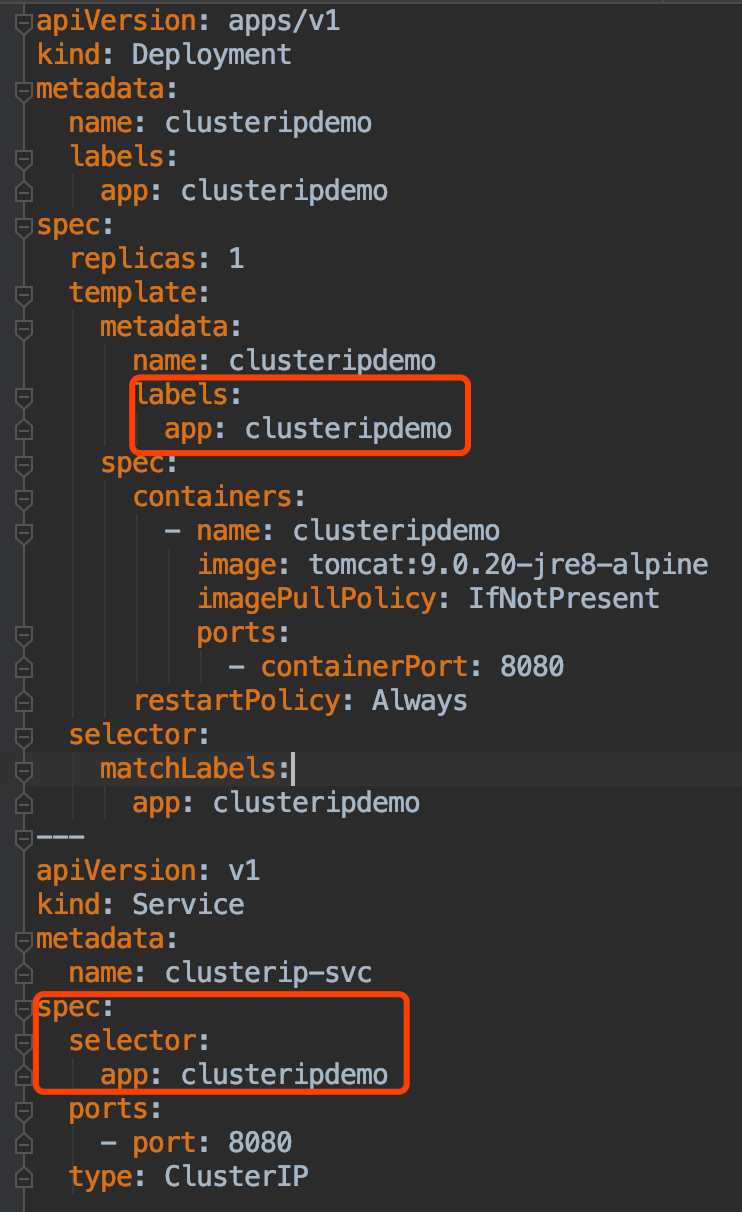 apiVersion: apps/v1
kind: Deployment
metadata:
  name: clusteripdemo
  labels:
    app: clusteripdemo
spec:
  replicas: 1
  template:
    metadata:
      name: clusteripdemo
      labels:
        app: clusteripdemo
    spec:
      containers:
        - name: clusteripdemo
          image: tomcat:9.0.20-jre8-alpine
          imagePullPolicy: IfNotPresent
          ports:
            - containerPort: 8080
      restartPolicy: Always
  selector:
    matchLabels:
      app: clusteripdemo
---
apiVersion: v1
kind: Service
metadata:
  name: clusterip-svc
spec:
  selector:
    app: clusteripdemo
  ports:
    - port: 8080
  type: ClusterIP